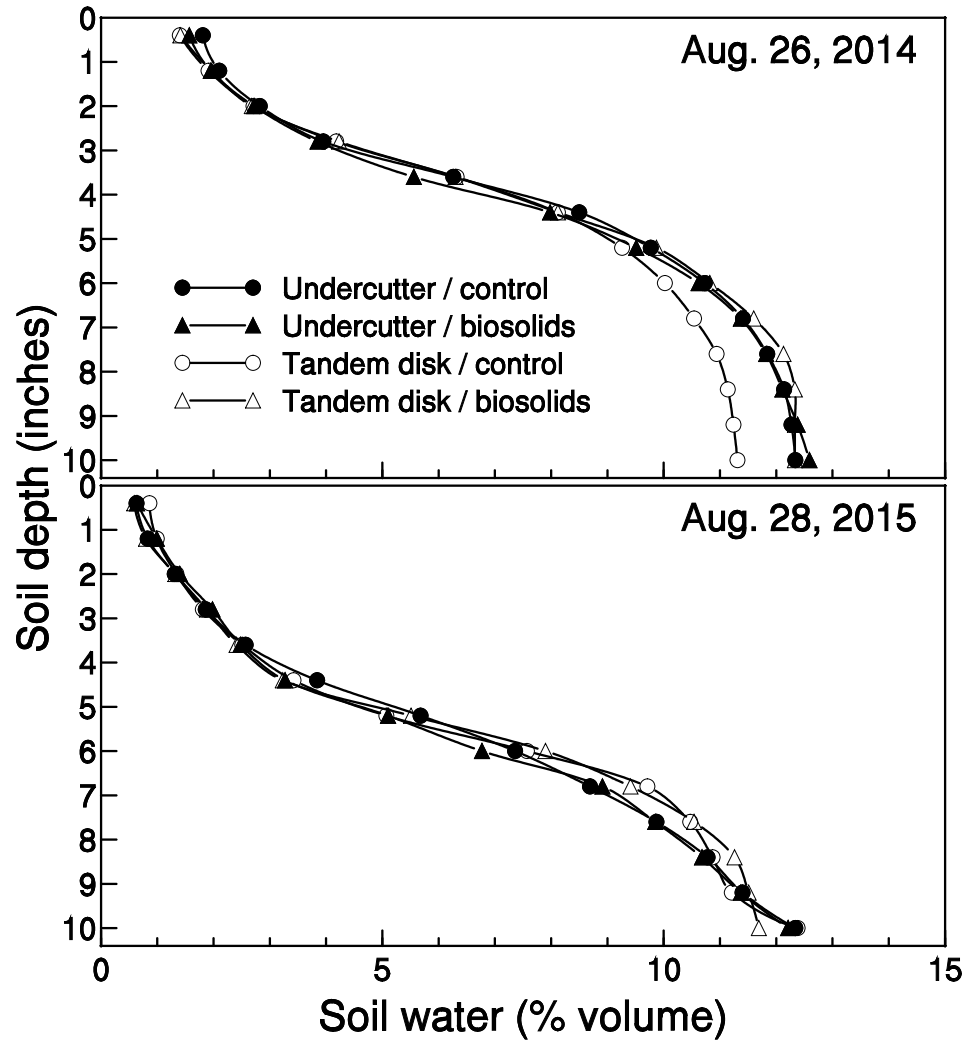 0
1
2
3
4
5
6
7
8
9
10
Aug. 26, 2014
Undercutter / control
Undercutter / biosolids
Tandem disk / control
Tandem disk / biosolids
Soil depth (inches)
0
1
2
3
4
5
6
7
8
9
10
Aug. 28, 2015
0 5 10 15
Soil water (% volume)